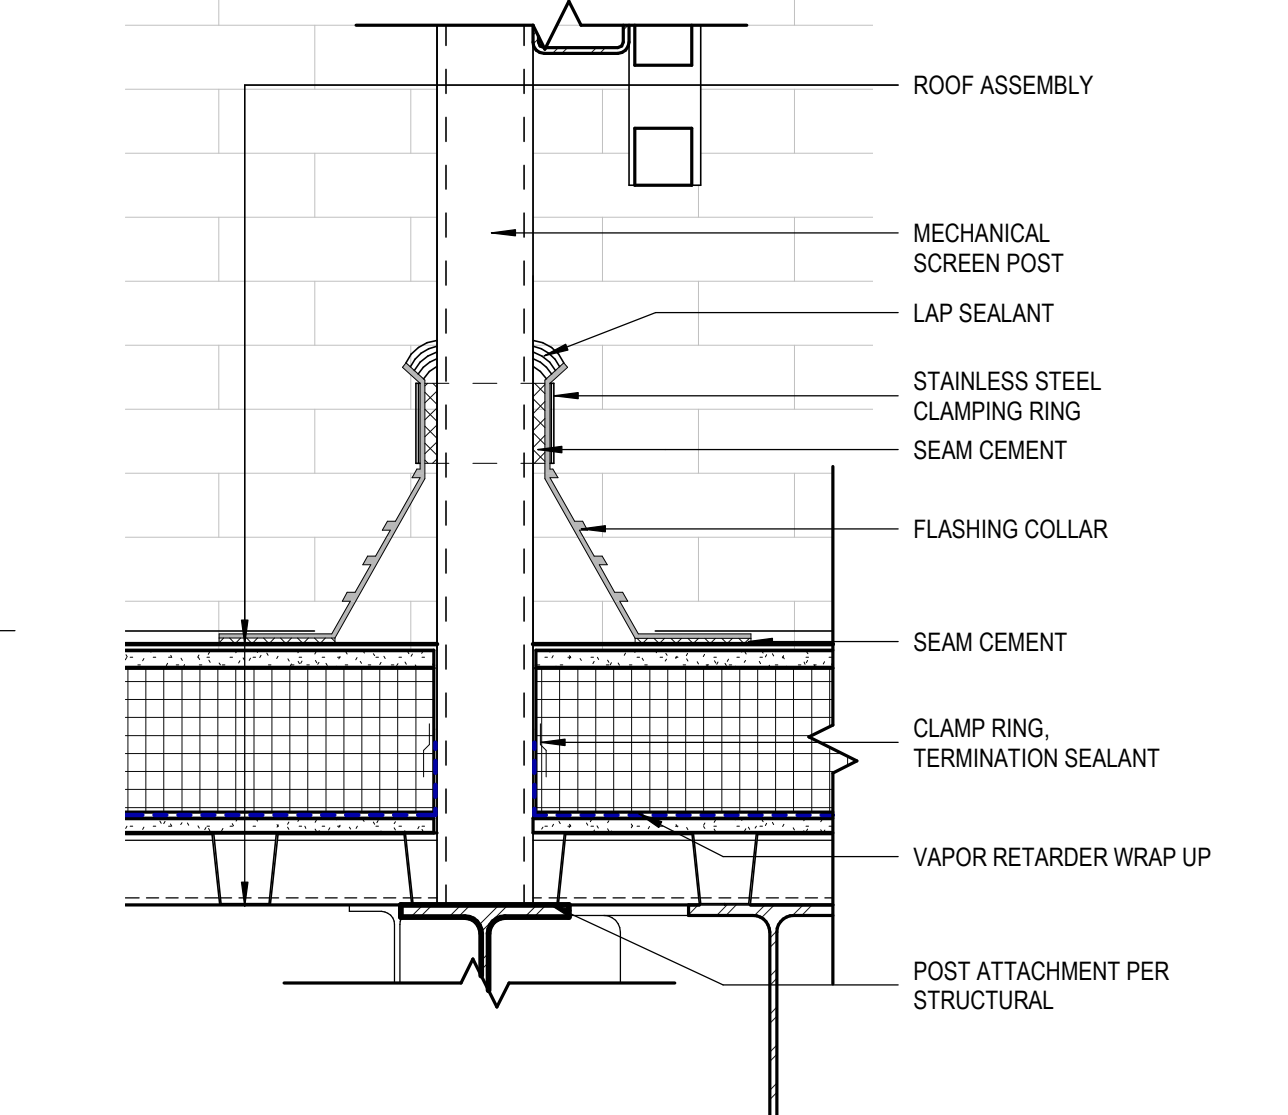 ROOF ASSEMBLY
MECHANICAL
SCREEN POST
LAP SEALANT
STAINLESS STEEL
CLAMPING RING
SEAM CEMENT
FLASHING COLLAR
SEAM CEMENT
CLAMP RING,
TERMINATION SEALANT
VAPOR RETARDER WRAP UP
POST ATTACHMENT PER
STRUCTURAL